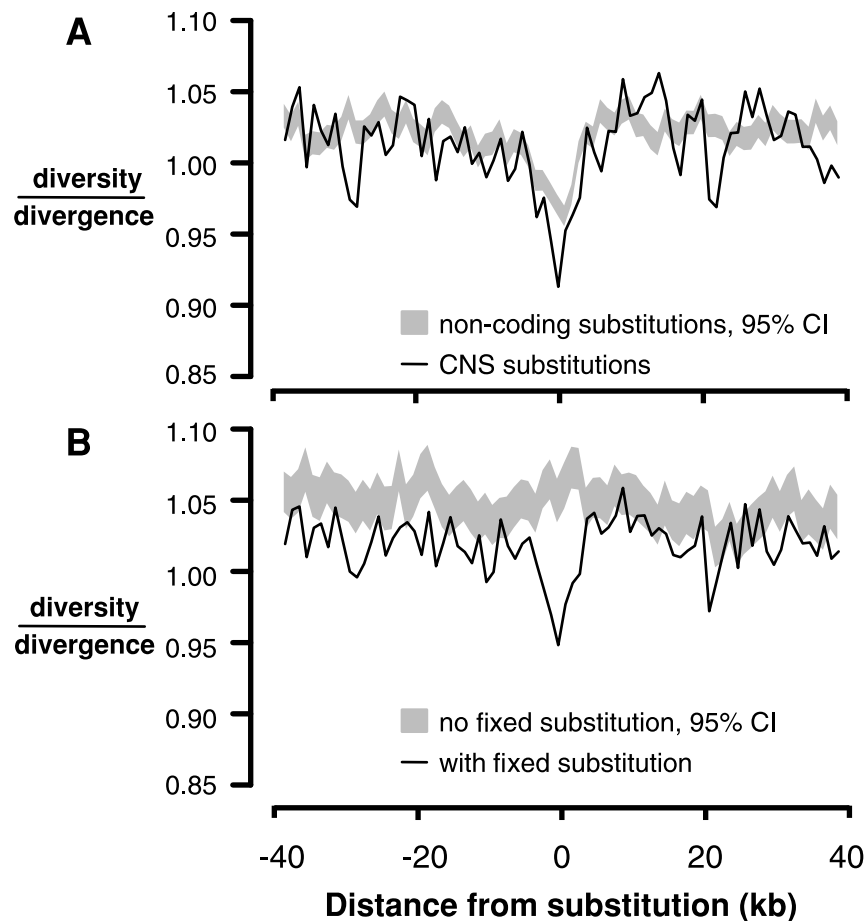 A
1.10
1.05
1.00
0.95
0.90
0.85
diversity
divergence
non-coding substitutions, 95% CI
CNS substitutions
B
1.10
1.05
1.00
0.95
0.90
0.85
diversity
divergence
no fixed substitution, 95% CI
with fixed substitution
-40 -20 0 20 40
Distance from substitution (kb)